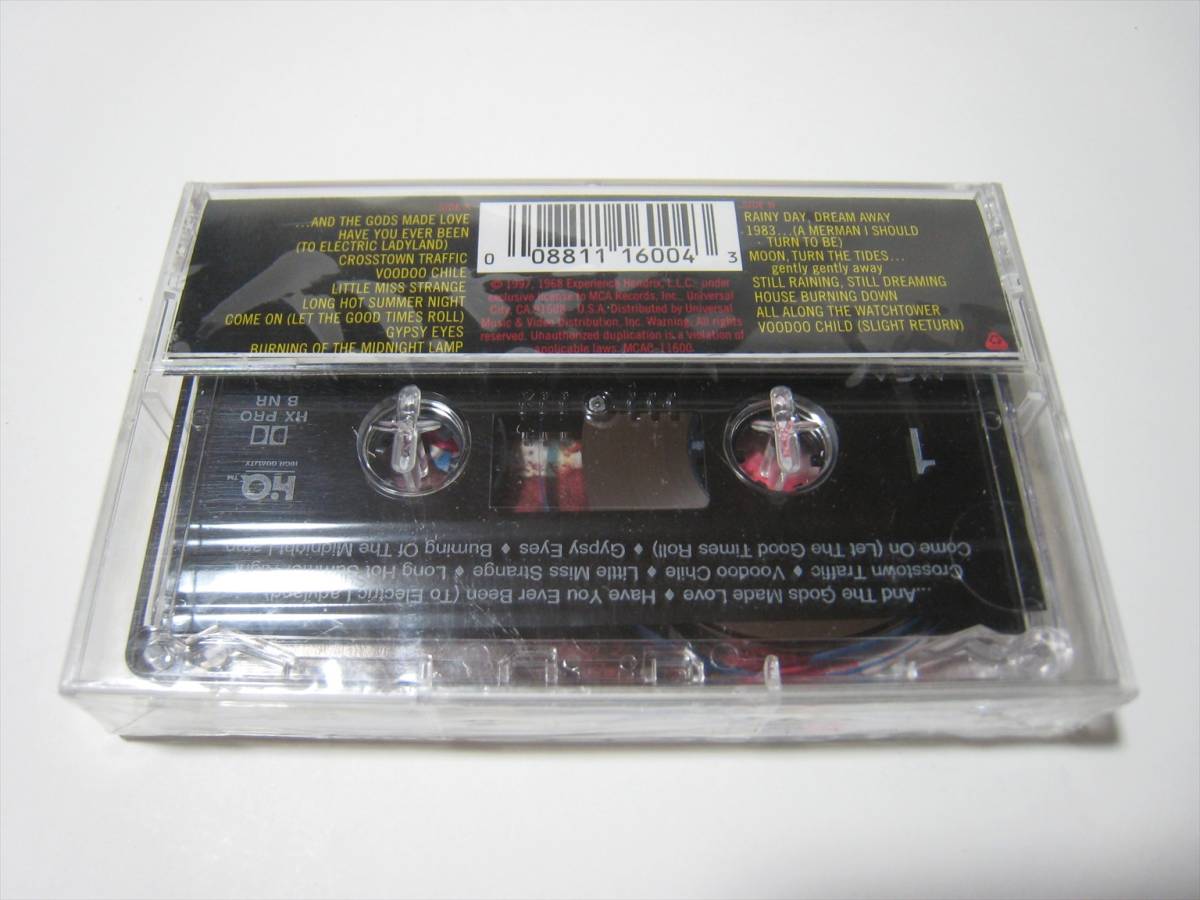 SIDE A
...AND THE GODS MADE LOVE
HAVE YOU EVER BEEN
(TO ELECTRIC LADYLAND)
CROSSTOWN TRAFFIC
VOODOO CHILE
LITTLE MISS STRANGE
LONG HOT SUMMER NIGHT
COME ON (LET THE GOOD TIMES ROLL)
GYPSY EYES
BURNING OF THE MIDNIGHT LAMP
0 08811 16004 3
© 1997, 1968 Experience Hendrix, L.L.C. under
exclusive license to MCA Records, Inc., Universal
City, CA 91608 - U.S.A. Distributed by Universal
Music & Video Distribution, Inc. Warning. All rights
reserved. Unauthorized duplication is a violation of
applicable laws. MCAC-11600
SIDE B
RAINY DAY, DREAM AWAY
1983...(A MERMAN I SHOULD
TURN TO BE)
MOON, TURN THE TIDES...
gently gently away
STILL RAINING, STILL DREAMING
HOUSE BURNING DOWN
ALL ALONG THE WATCHTOWER
VOODOO CHILD (SLIGHT RETURN)
...And The Gods Made Love ♦ Have You Ever Been (To Electric Ladyland)
Crosstown Traffic ♦ Voodoo Chile ♦ Little Miss Strange ♦ Long Hot Summer Night
Come On (Let The Good Times Roll) ♦ Gypsy Eyes ♦ Burning Of The Midnight Lamp
1
HiQ™
HIGH QUALITY
HX PRO
B NR